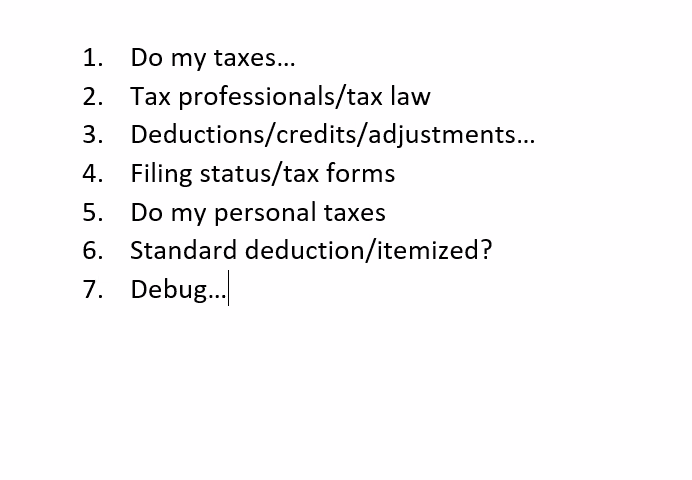 1. Do my taxes…
2. Tax professionals/tax law
3. Deductions/credits/adjustments…
4. Filing status/tax forms
5. Do my personal taxes
6. Standard deduction/itemized?
7. Debug…